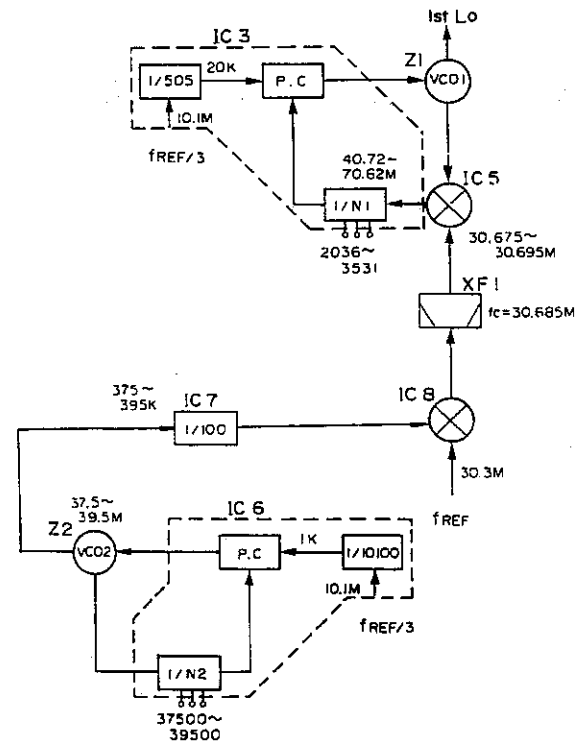 1st Lo
IC 3
Z1
1/505
20K
P.C
VCO1
10.1M
fREF/3
40.72~
70.62M
IC 5
1/N1
2036~
3531
30.675~
30.695M
XF1
fc=30.685M
375~
395K
IC 7
1/100
IC 8
30.3M
fREF
37.5~
39.5M
Z2
VCO2
IC 6
P.C
1K
1/10100
10.1M
fREF/3
1/N2
37500~
39500